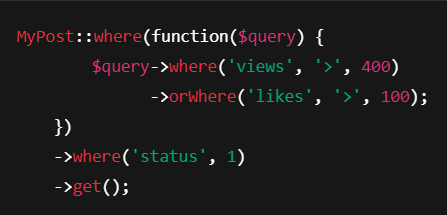 MyPost::where(function($query) {
        $query->where('views', '>', 400)
              ->orWhere('likes', '>', 100);
    })
    ->where('status', 1)
    ->get();